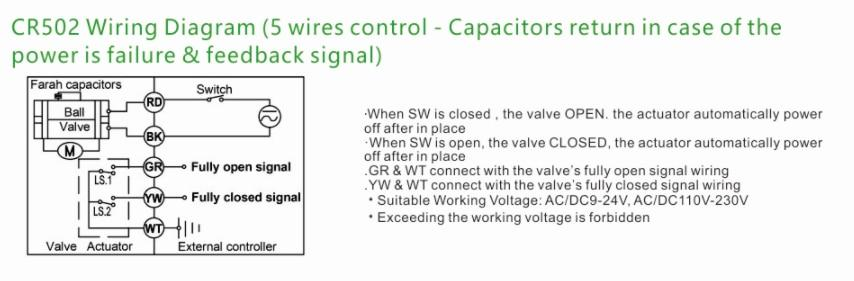 CR502 Wiring Diagram (5 wires control - Capacitors return in case of the
power is failure & feedback signal)
Farah capacitors
Switch
RD
Ball
Valve
BK
M
GR
Fully open signal
LS.1
YW
Fully closed signal
LS.2
WT
Valve Actuator
External controller
·When SW is closed , the valve OPEN. the actuator automatically power
off after in place
·When SW is open, the valve CLOSED, the actuator automatically power
off after in place
.GR & WT connect with the valve's fully open signal wiring
.YW & WT connect with the valve's fully closed signal wiring
* Suitable Working Voltage: AC/DC9-24V, AC/DC110V-230V
* Exceeding the working voltage is forbidden